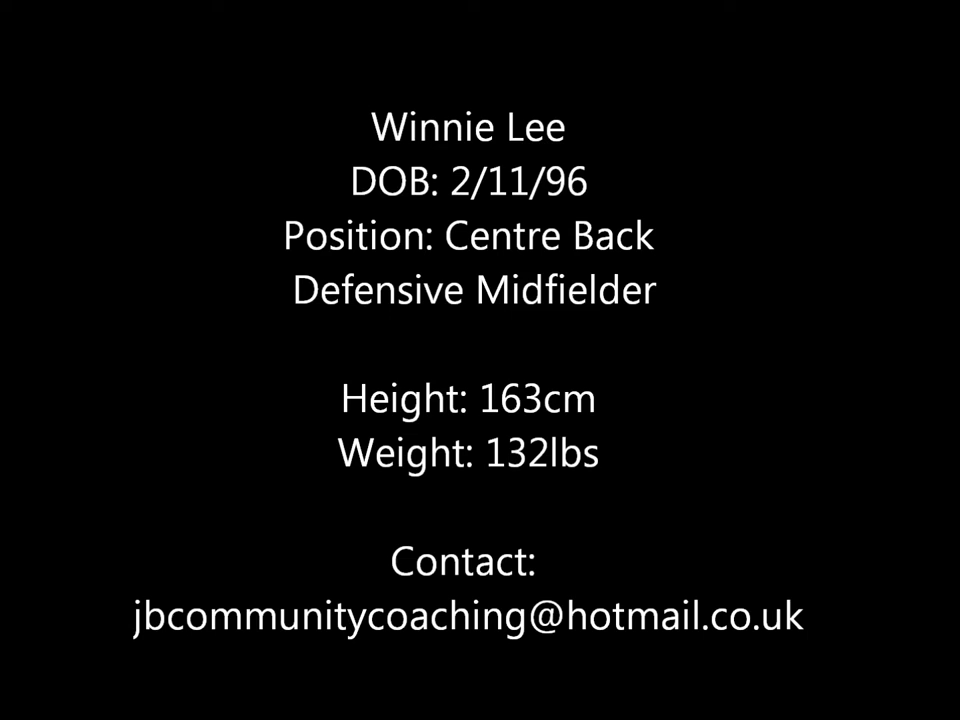 Winnie Lee
DOB: 2/11/96
Position: Centre Back
Defensive Midfielder
Height: 163cm
Weight: 132lbs
Contact:
jbcommunitycoaching@hotmail.co.uk